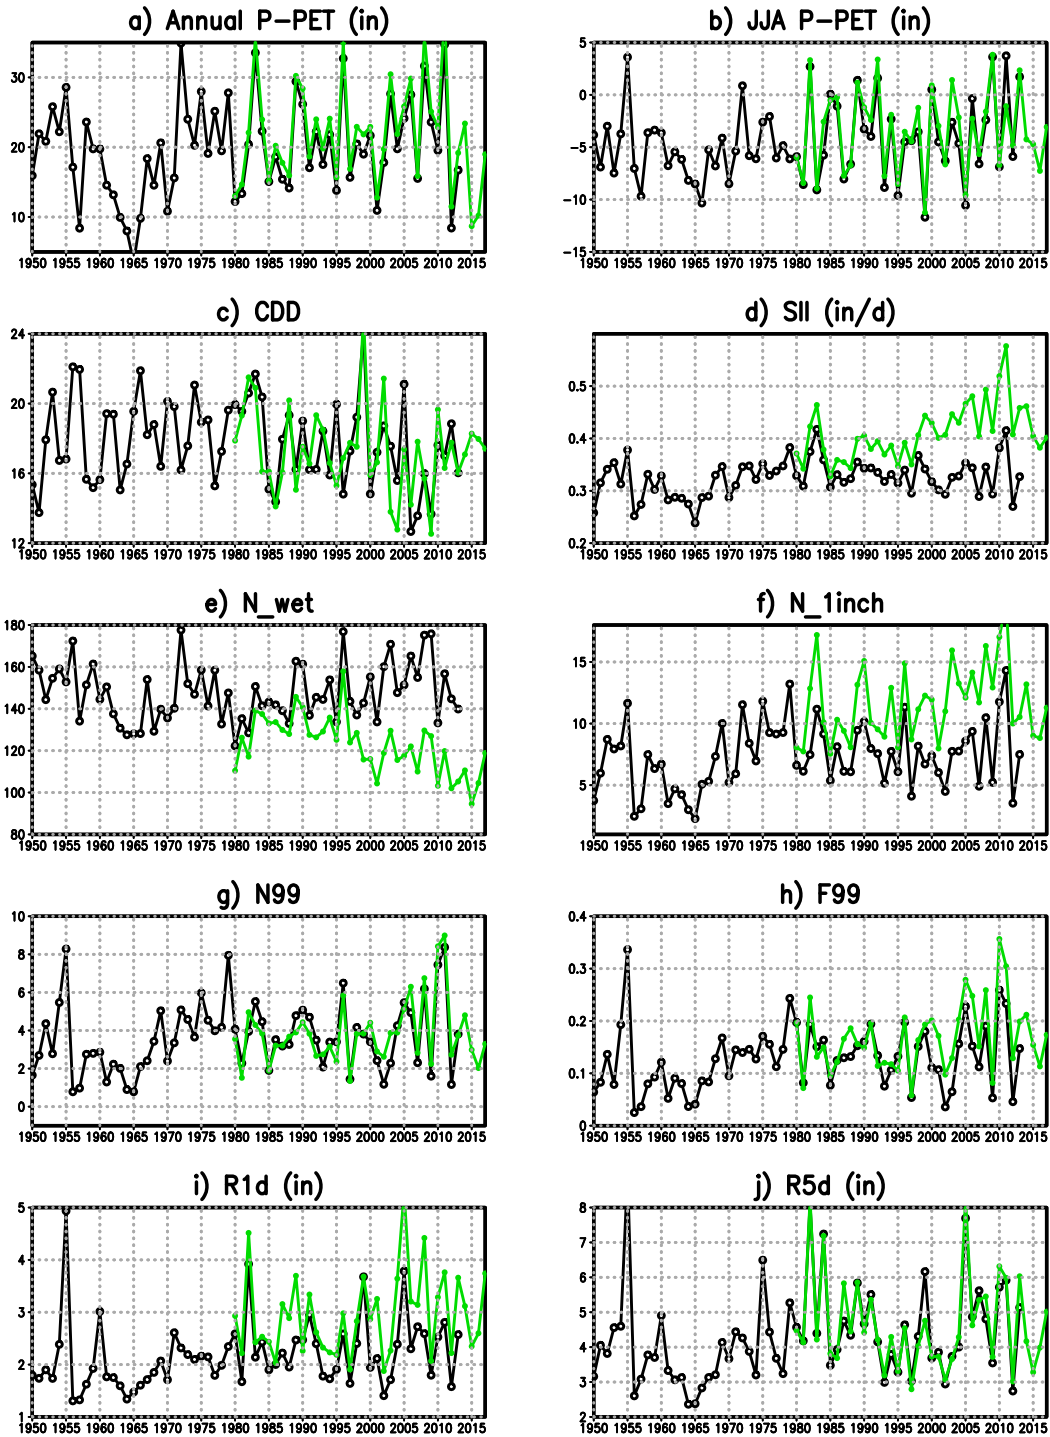 a) Annual P-PET (in)
b) JJA P-PET (in)
30
20
10
1950 1955 1960 1965 1970 1975 1980 1985 1990 1995 2000 2005 2010 2015
5
0
-5
-10
-15
1950 1955 1960 1965 1970 1975 1980 1985 1990 1995 2000 2005 2010 2015
c) CDD
d) SII (in/d)
24
20
16
12
1950 1955 1960 1965 1970 1975 1980 1985 1990 1995 2000 2005 2010 2015
0.5
0.4
0.3
0.2
1950 1955 1960 1965 1970 1975 1980 1985 1990 1995 2000 2005 2010 2015
e) N_wet
f) N_1inch
180
160
140
120
100
80
1950 1955 1960 1965 1970 1975 1980 1985 1990 1995 2000 2005 2010 2015
15
10
5
1950 1955 1960 1965 1970 1975 1980 1985 1990 1995 2000 2005 2010 2015
g) N99
h) F99
10
8
6
4
2
0
1950 1955 1960 1965 1970 1975 1980 1985 1990 1995 2000 2005 2010 2015
0.4
0.3
0.2
0.1
0
1950 1955 1960 1965 1970 1975 1980 1985 1990 1995 2000 2005 2010 2015
i) R1d (in)
j) R5d (in)
5
4
3
2
1
1950 1955 1960 1965 1970 1975 1980 1985 1990 1995 2000 2005 2010 2015
8
7
6
5
4
3
2
1950 1955 1960 1965 1970 1975 1980 1985 1990 1995 2000 2005 2010 2015